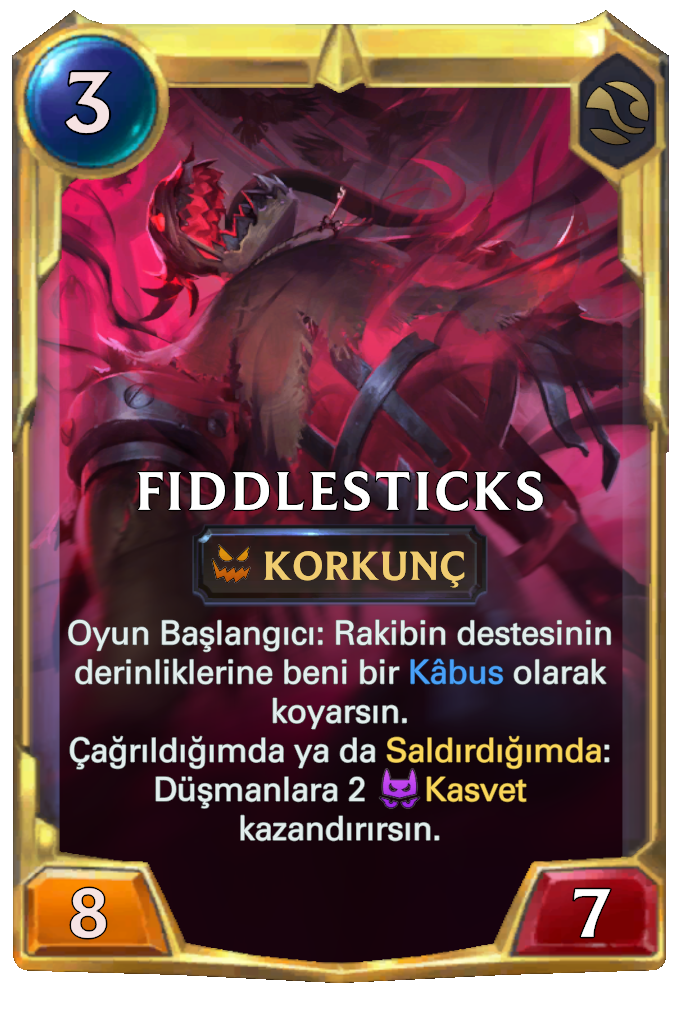 3
FIDDLESTICKS
KORKUNÇ
Oyun Başlangıcı: Rakibin destesinin
derinliklerine beni bir Kâbus olarak
koyarsın.
Çağrıldığımda ya da Saldırdığımda:
Düşmanlara 2 Kasvet
kazandırırsın.
8
7